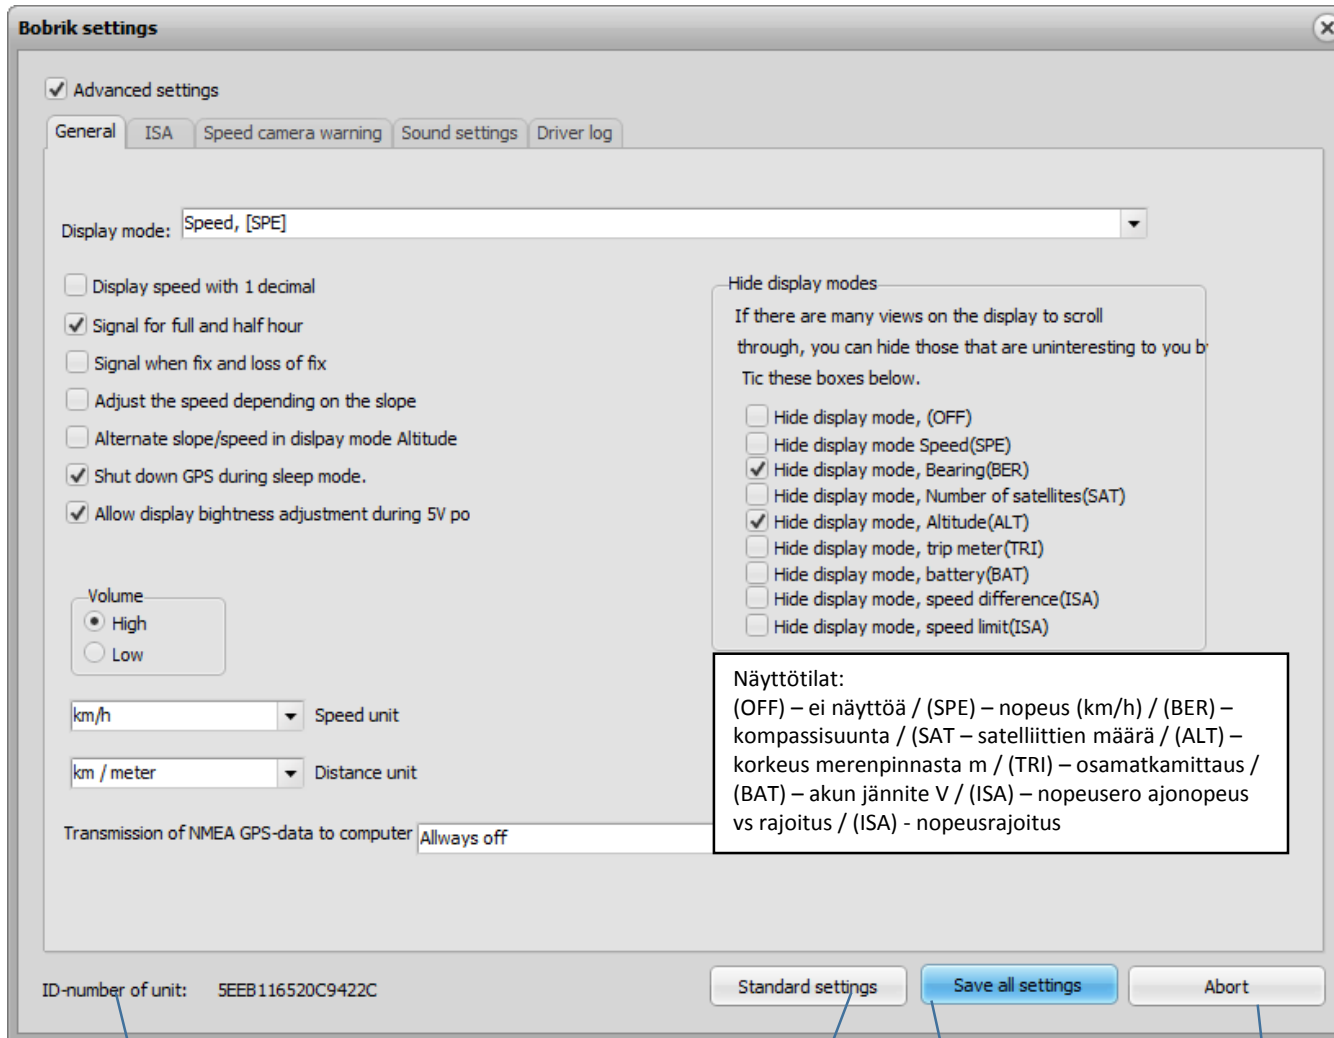 Bobrik settings
Advanced settings
General ISA Speed camera warning Sound settings Driver log
Display mode: Speed, [SPE]
Display speed with 1 decimal
Signal for full and half hour
Signal when fix and loss of fix
Adjust the speed depending on the slope
Alternate slope/speed in dislpay mode Altitude
Shut down GPS during sleep mode.
Allow display bightness adjustment during 5V po
Hide display modes
If there are many views on the display to scroll
through, you can hide those that are uninteresting to you b
Tic these boxes below.
Hide display mode, (OFF)
Hide display mode Speed(SPE)
Hide display mode, Bearing(BER)
Hide display mode, Number of satellites(SAT)
Hide display mode, Altitude(ALT)
Hide display mode, trip meter(TRI)
Hide display mode, battery(BAT)
Hide display mode, speed difference(ISA)
Hide display mode, speed limit(ISA)
Volume
High
Low
km/h Speed unit
km / meter Distance unit
Transmission of NMEA GPS-data to computer Allways off
Näyttötilat:
(OFF) – ei näyttöä / (SPE) – nopeus (km/h) / (BER) –
kompassisuunta / (SAT – satelliittien määrä / (ALT) –
korkeus merenpinnasta m / (TRI) – osamatkamittaus /
(BAT) – akun jännite V / (ISA) – nopeusero ajonopeus
vs rajoitus / (ISA) - nopeusrajoitus
ID-number of unit: 5EEB116520C9422C
Standard settings Save all settings Abort